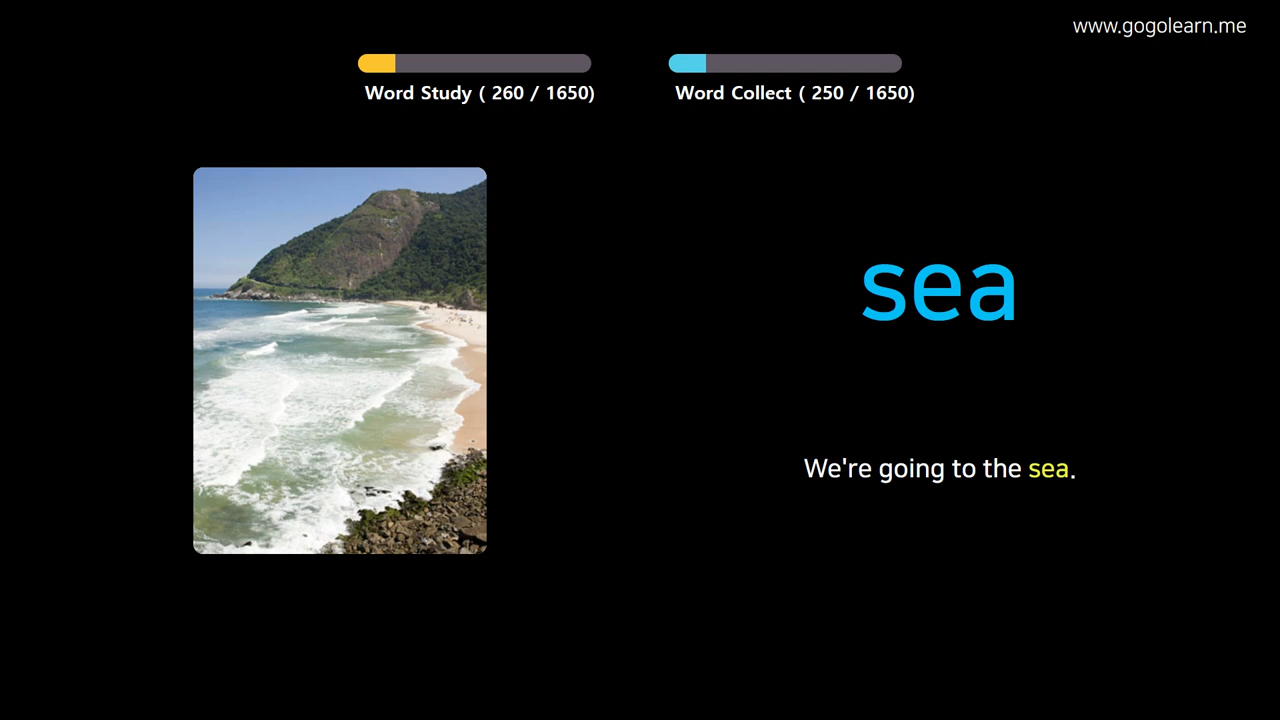 www.gogolearn.me
Word Study ( 260 / 1650)
Word Collect ( 250 / 1650)
sea
We're going to the sea.